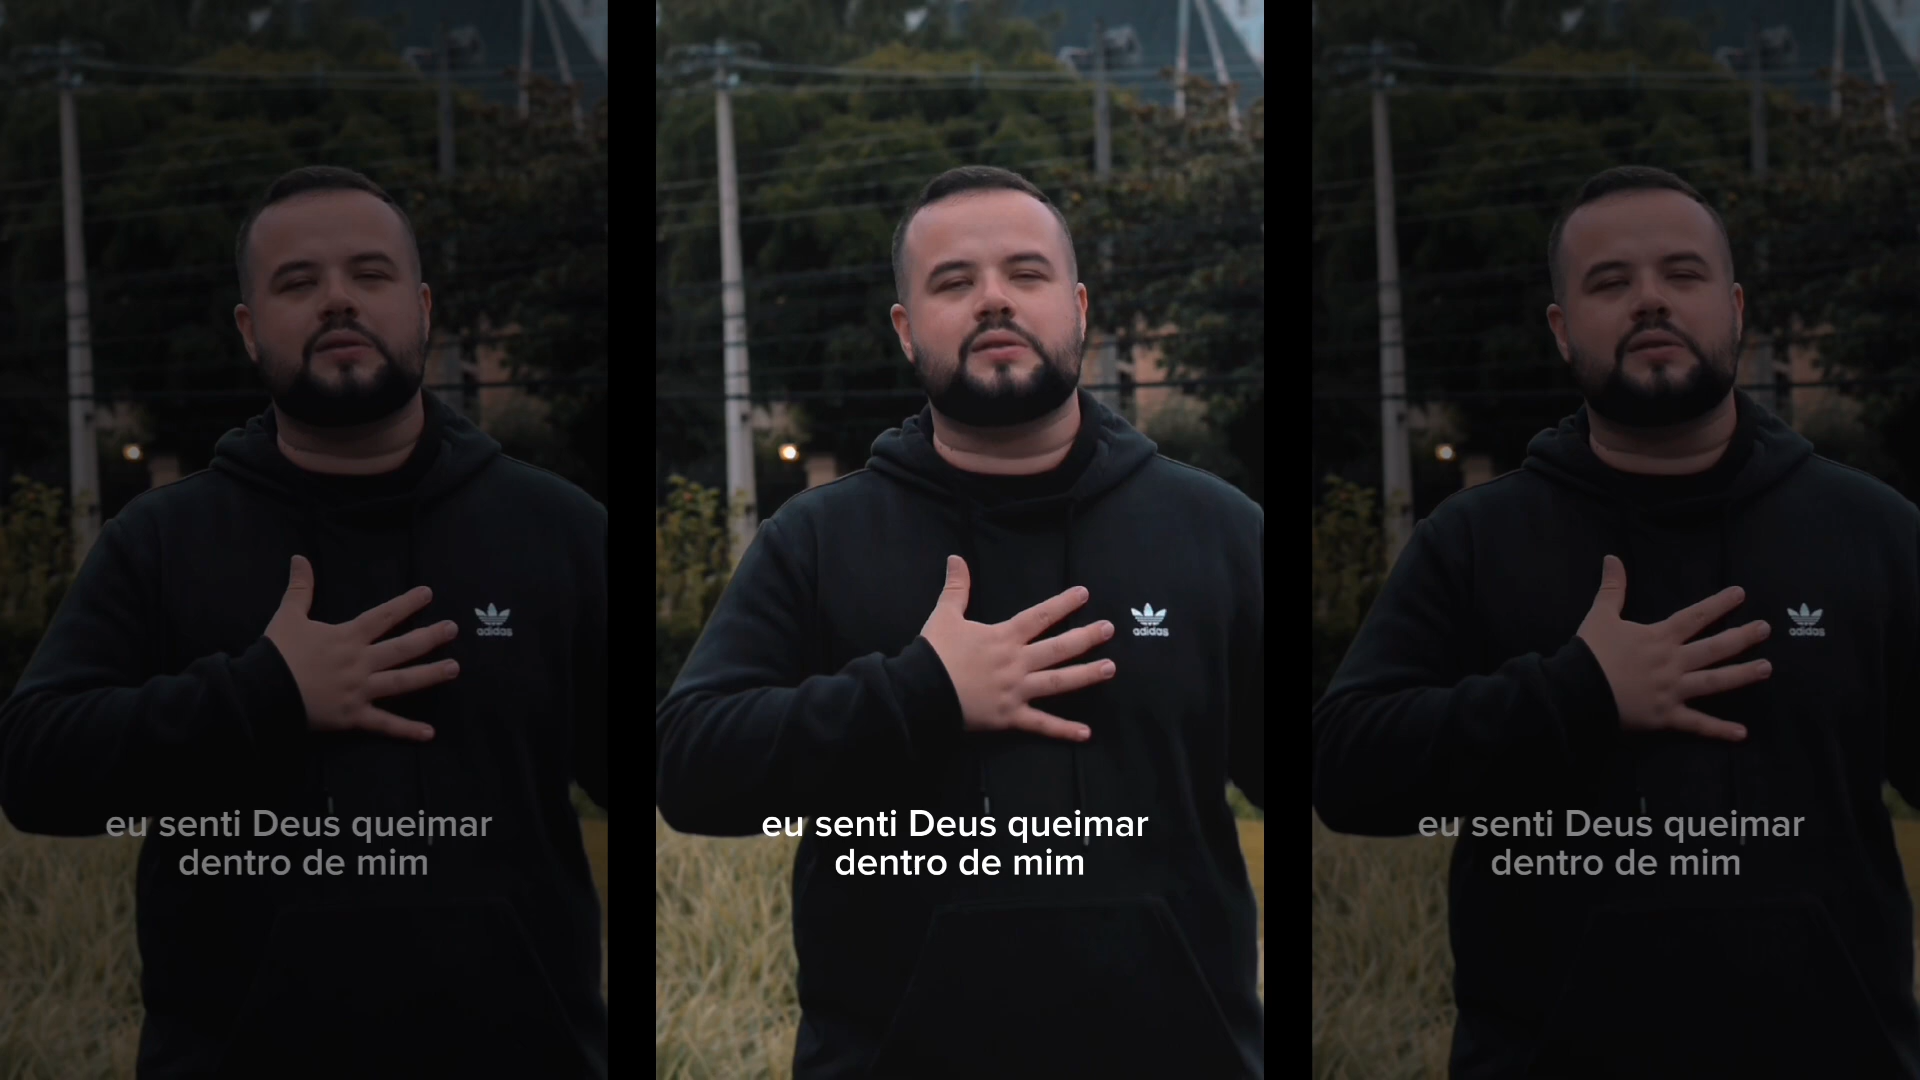 adidas
eu senti Deus queimar
dentro de mim
adidas
eu senti Deus queimar
dentro de mim
adidas
eu senti Deus queimar
dentro de mim